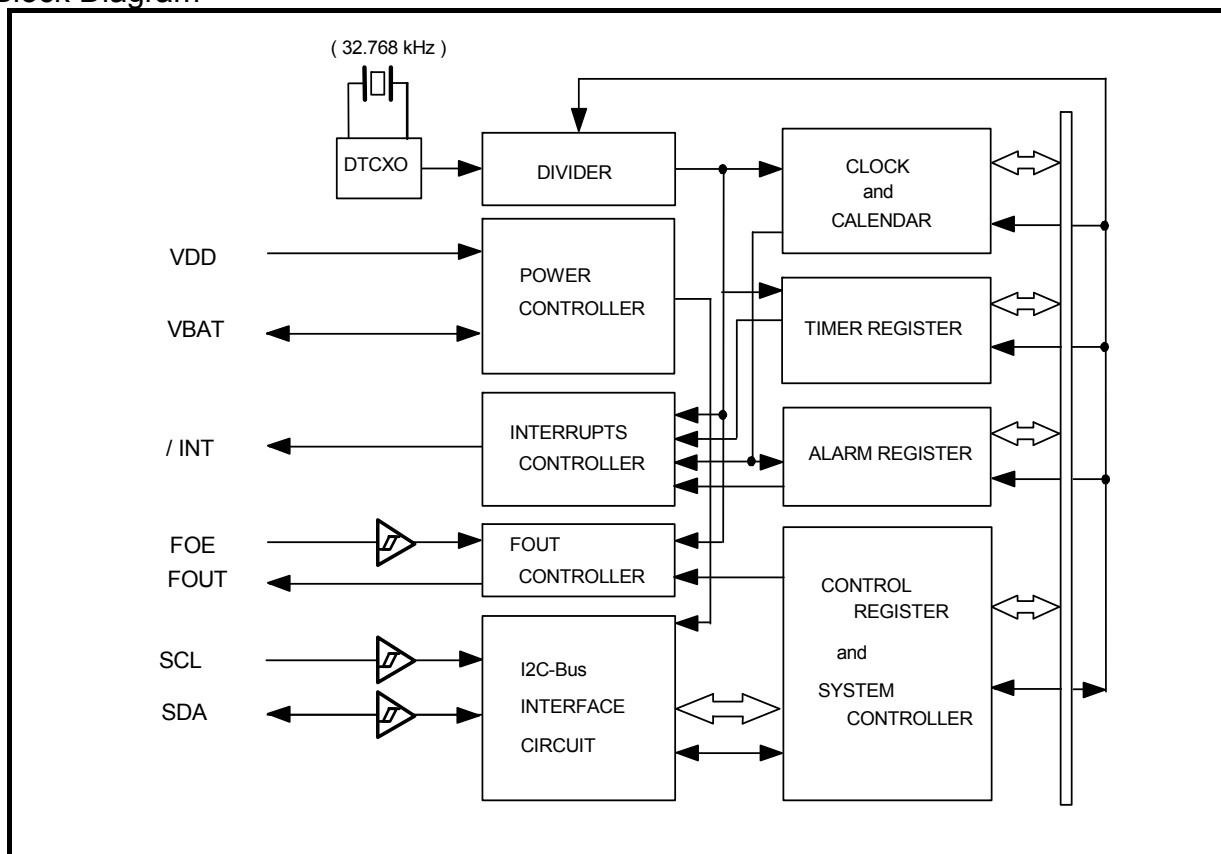 Block Diagram
( 32.768 kHz )
DTCXO
DIVIDER
CLOCK
and
CALENDAR
VDD
POWER
CONTROLLER
VBAT
TIMER REGISTER
/ INT
INTERRUPTS
CONTROLLER
ALARM REGISTER
FOE
FOUT
FOUT
CONTROLLER
CONTROL
REGISTER
and
SYSTEM
CONTROLLER
SCL
SDA
I2C-Bus
INTERFACE
CIRCUIT